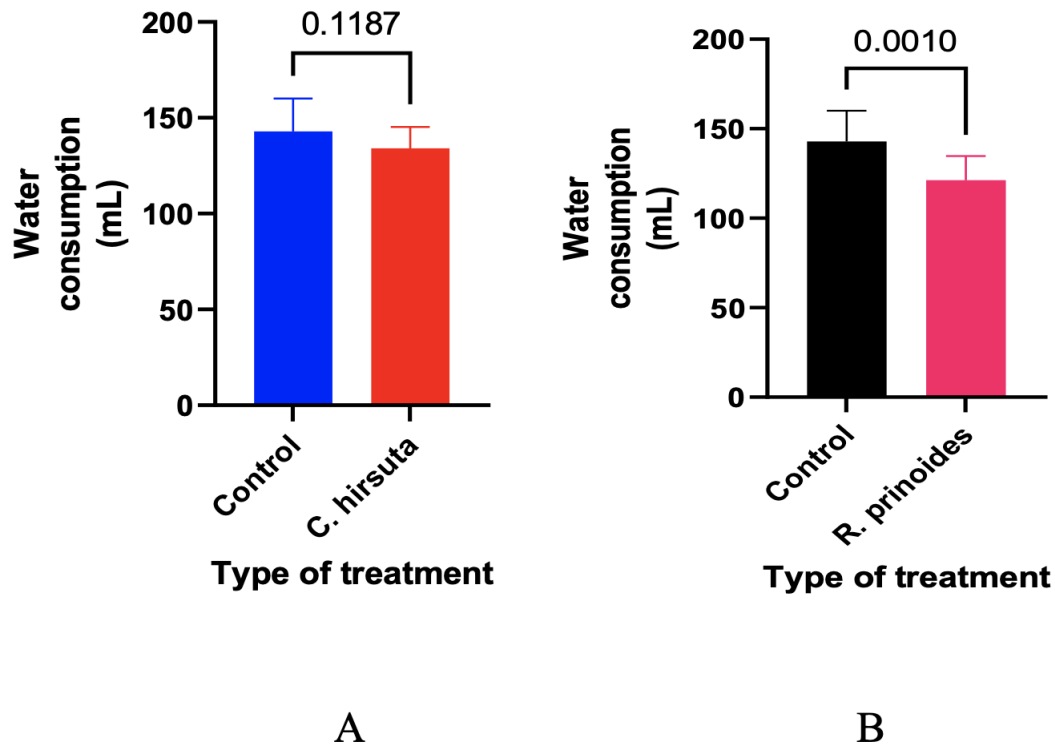 200
150
100
50
0
Water
consumption
(mL)
0.1187
Control
C. hirsuta
Type of treatment
A
200
150
100
50
0
Water
consumption
(mL)
0.0010
Control
R. prinoides
Type of treatment
B